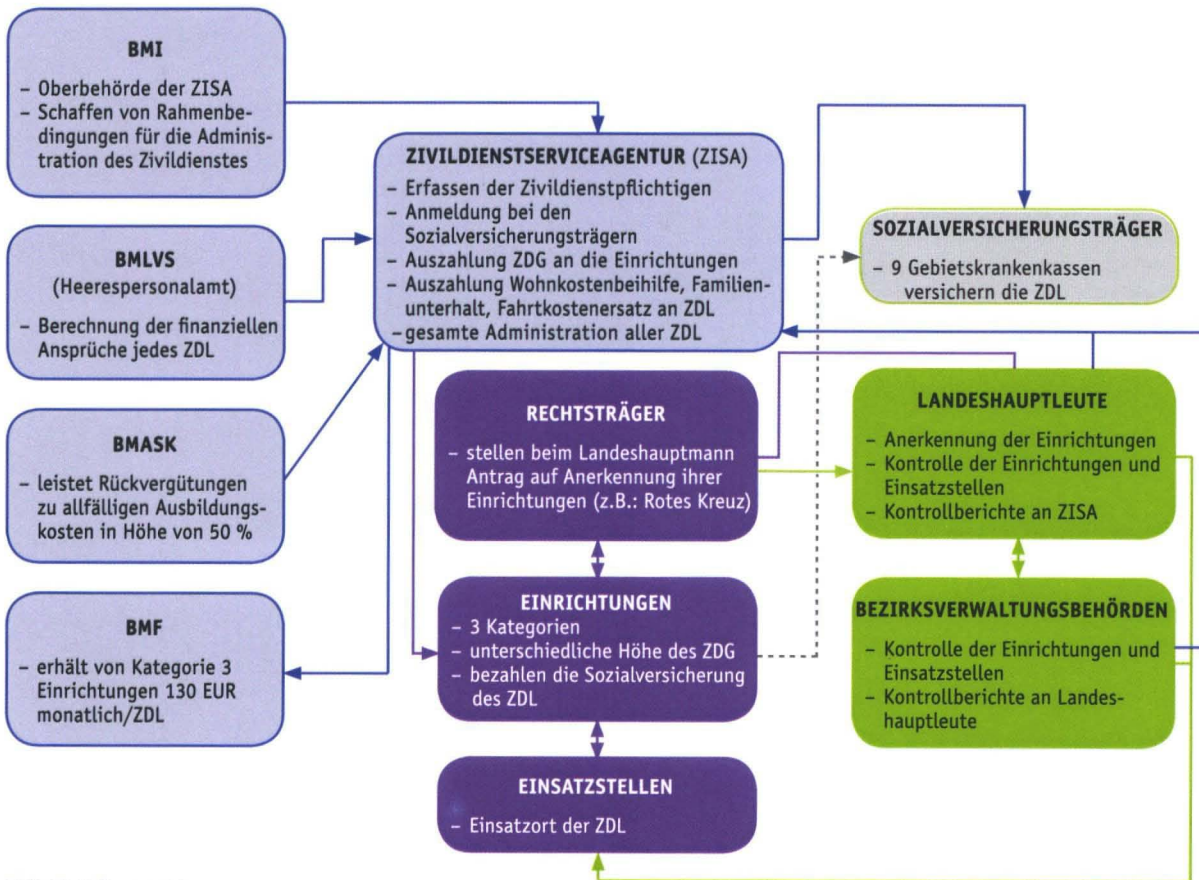 BMI
– Oberbehörde der ZISA
– Schaffen von Rahmenbe-
dingungen für die Adminis-
tration des Zivildienstes
BMLVS
(Heerespersonalamt)
– Berechnung der finanziellen
Ansprüche jedes ZDL
BMASK
– leistet Rückvergütungen
zu allfälligen Ausbildungs-
kosten in Höhe von 50 %
BMF
– erhält von Kategorie 3
Einrichtungen 130 EUR
monatlich/ZDL
ZIVILDIENSTSERVICEAGENTUR (ZISA)
– Erfassen der Zivildienstpflichtigen
– Anmeldung bei den
Sozialversicherungsträgern
– Auszahlung ZDG an die Einrichtungen
– Auszahlung Wohnkostenbeihilfe, Familien-
unterhalt, Fahrtkostenersatz an ZDL
– gesamte Administration aller ZDL
SOZIALVERSICHERUNGSTRÄGER
– 9 Gebietskrankenkassen
versichern die ZDL
RECHTSTRÄGER
– stellen beim Landeshauptmann
Antrag auf Anerkennung ihrer
Einrichtungen (z.B.: Rotes Kreuz)
LANDESHAUPTLEUTE
– Anerkennung der Einrichtungen
– Kontrolle der Einrichtungen und
Einsatzstellen
– Kontrollberichte an ZISA
EINRICHTUNGEN
– 3 Kategorien
– unterschiedliche Höhe des ZDG
– bezahlen die Sozialversicherung
des ZDL
BEZIRKSVERWALTUNGSBEHÖRDEN
– Kontrolle der Einrichtungen und
Einsatzstellen
– Kontrollberichte an Landes-
hauptleute
EINSATZSTELLEN
– Einsatzort der ZDL